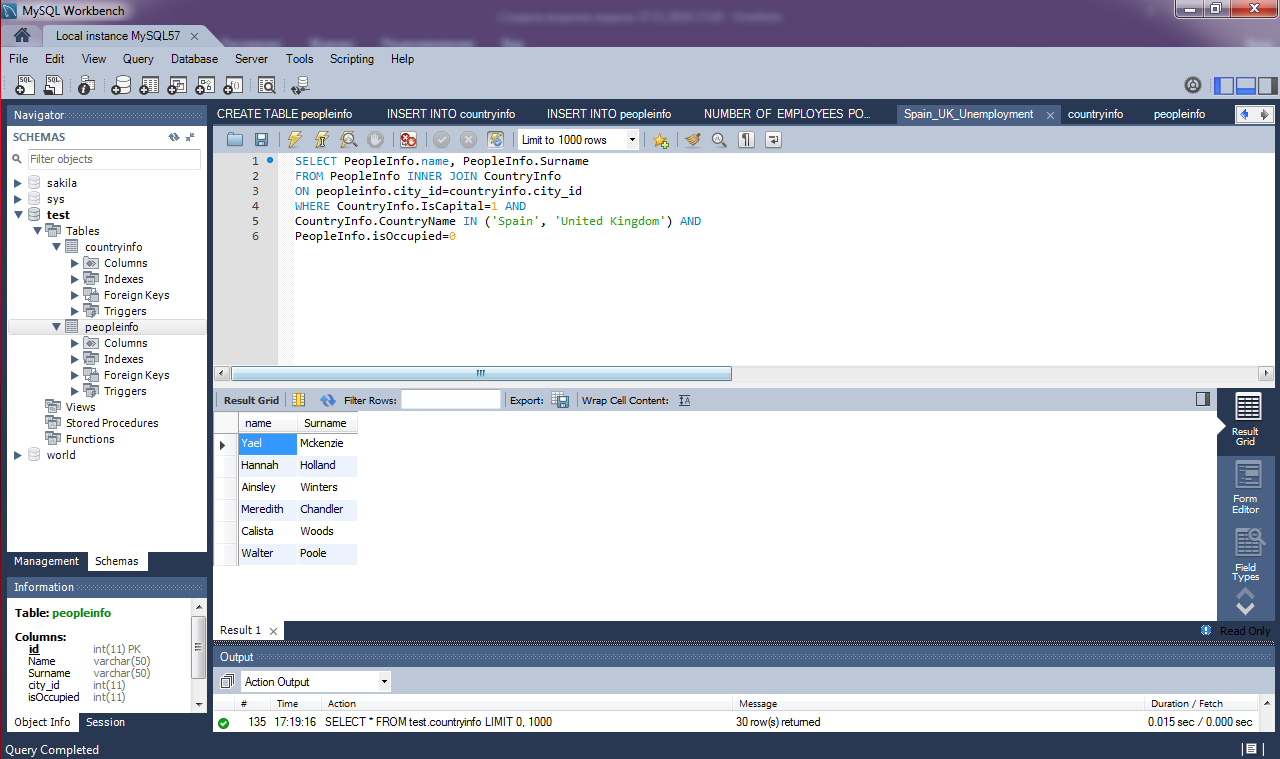 MySQL Workbench
Local instance MySQL57
File Edit View Query Database Server Tools Scripting Help
Navigator
SCHEMAS
Filter objects
sakila
sys
test
Tables
countryinfo
Columns
Indexes
Foreign Keys
Triggers
peopleinfo
Columns
Indexes
Foreign Keys
Triggers
Views
Stored Procedures
Functions
world
Management Schemas
Information
Table: peopleinfo
Columns:
id int(11) PK
Name varchar(50)
Surname varchar(50)
city_id int(11)
isOccupied int(11)
Object Info Session
CREATE TABLE peopleinfo INSERT INTO countryinfo INSERT INTO peopleinfo NUMBER OF EMPLOYEES PO... Spain_UK_Unemployment countryinfo peopleinfo
Limit to 1000 rows
1 SELECT PeopleInfo.name, PeopleInfo.Surname
2 FROM PeopleInfo INNER JOIN CountryInfo
3 ON peopleinfo.city_id=countryinfo.city_id
4 WHERE CountryInfo.IsCapital=1 AND
5 CountryInfo.CountryName IN ('Spain', 'United Kingdom') AND
6 PeopleInfo.isOccupied=0
Result Grid Filter Rows: Export: Wrap Cell Content:
name Surname
Yael Mckenzie
Hannah Holland
Ainsley Winters
Meredith Chandler
Calista Woods
Walter Poole
Result
Grid
Form
Editor
Field
Types
Result 1
Read Only
Output
Action Output
# Time Action Message Duration / Fetch
135 17:19:16 SELECT * FROM test.countryinfo LIMIT 0, 1000 30 row(s) returned 0.015 sec / 0.000 sec
Query Completed